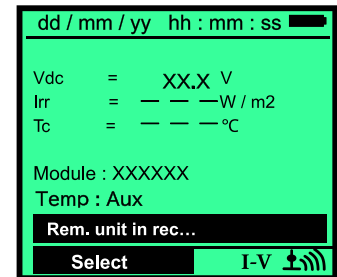 dd / mm / yy hh : mm : ss
Vdc = XX.X V
Irr = — — — W / m2
Tc = — — — ℃
Module : XXXXXX
Temp : Aux
Rem. unit in rec...
Select I-V